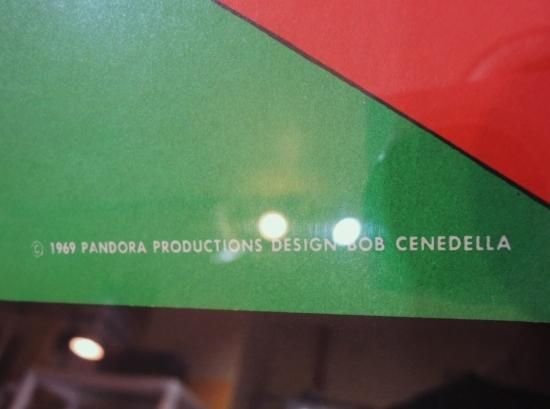 © 1969 PANDORA PRODUCTIONS DESIGN BOB CENEDELLA